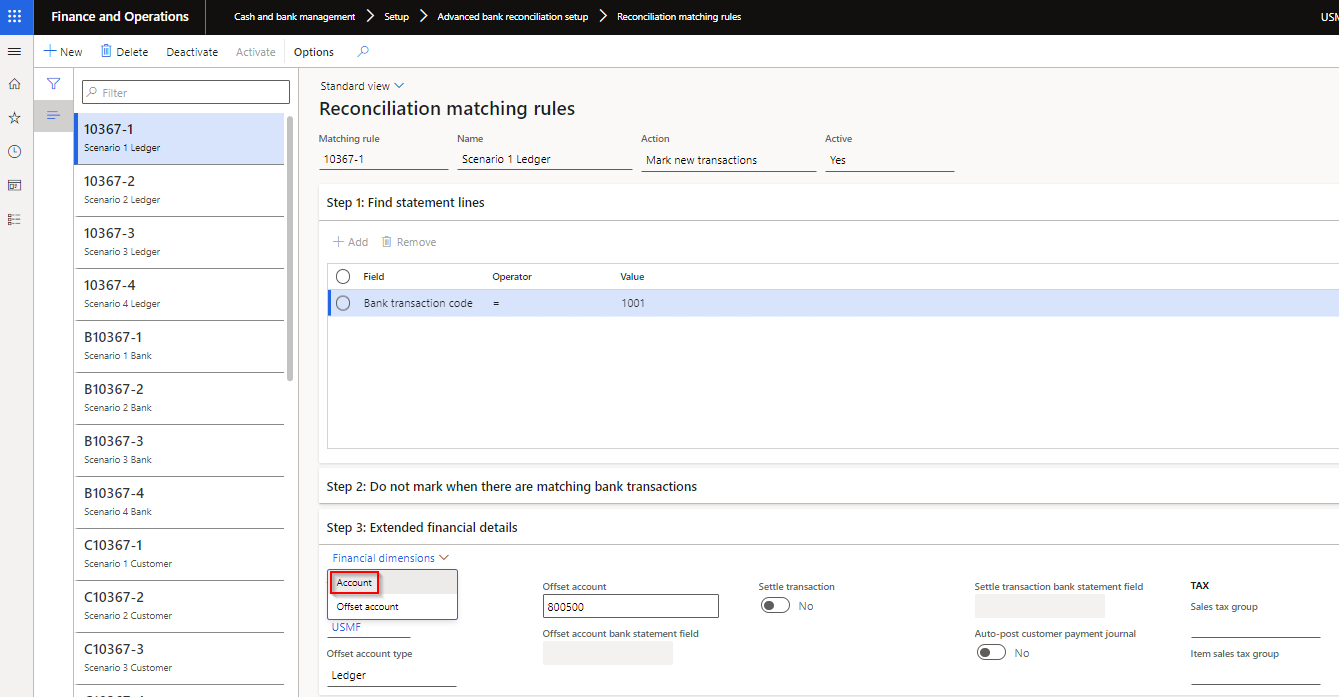 Finance and Operations
Cash and bank management > Setup > Advanced bank reconciliation setup > Reconciliation matching rules
New Delete Deactivate Activate Options
Filter
10367-1
Scenario 1 Ledger
10367-2
Scenario 2 Ledger
10367-3
Scenario 3 Ledger
10367-4
Scenario 4 Ledger
B10367-1
Scenario 1 Bank
B10367-2
Scenario 2 Bank
B10367-3
Scenario 3 Bank
B10367-4
Scenario 4 Bank
C10367-1
Scenario 1 Customer
C10367-2
Scenario 2 Customer
C10367-3
Scenario 3 Customer
Standard view
Reconciliation matching rules
Matching rule Name Action Active
10367-1 Scenario 1 Ledger Mark new transactions Yes
Step 1: Find statement lines
Add Remove
Field Operator Value
Bank transaction code = 1001
Step 2: Do not mark when there are matching bank transactions
Step 3: Extended financial details
Financial dimensions
Account
Offset account
USMF
Offset account type
Ledger
Offset account
800500
Offset account bank statement field
Settle transaction
No
Settle transaction bank statement field
Auto-post customer payment journal
No
TAX
Sales tax group
Item sales tax group